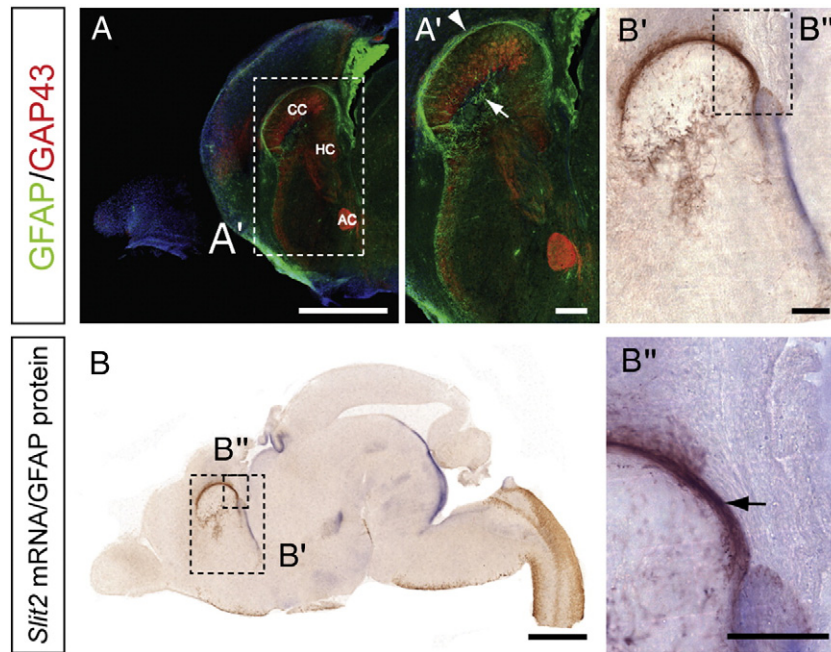 GFAP/GAP43
A
CC
HC
AC
A'
A'
B'
B"
Slit2 mRNA/GFAP protein
B
B"
B'
B"